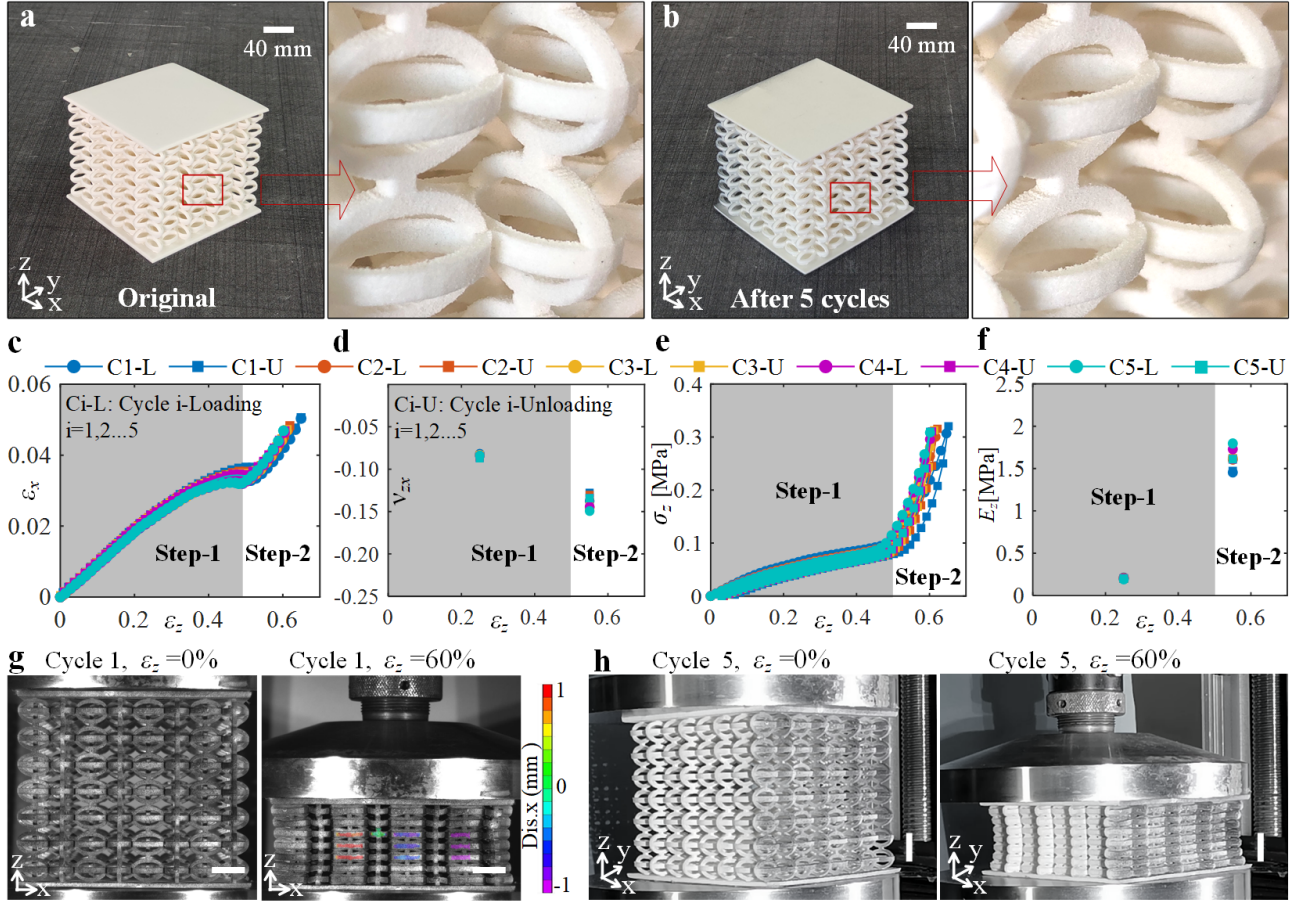 a
40 mm
z
y
x
Original
b
40 mm
z
y
x
After 5 cycles
c
d
e
f
C1-L
C1-U
C2-L
C2-U
C3-L
C3-U
C4-L
C4-U
C5-L
C5-U
0.06
0.04
0.02
0
εx
Ci-L: Cycle i-Loading
i=1,2...5
Step-1
Step-2
0
0.2
0.4
0.6
εz
-0.05
-0.10
-0.15
-0.20
-0.25
νzx
Ci-U: Cycle i-Unloading
i=1,2...5
Step-1
Step-2
0
0.2
0.4
0.6
εz
0.4
0.3
0.2
0.1
0
σz [MPa]
Step-1
Step-2
0
0.2
0.4
0.6
εz
2.5
2
1.5
1
0.5
0
Ez[MPa]
Step-1
Step-2
0
0.2
0.4
0.6
εz
g
Cycle 1, εz =0%
Cycle 1, εz =60%
z
x
z
x
1
0
-1
Dis.x (mm)
h
Cycle 5, εz =0%
Cycle 5, εz =60%
z
y
x
z
y
x